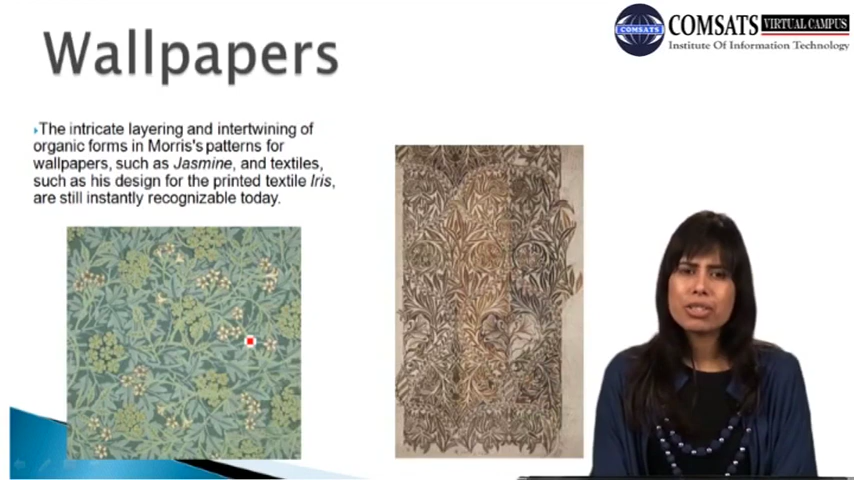 Wallpapers
COMSATS VIRTUAL CAMPUS
Institute Of Information Technology
COMSATS
The intricate layering and intertwining of
organic forms in Morris's patterns for
wallpapers, such as Jasmine, and textiles,
such as his design for the printed textile Iris,
are still instantly recognizable today.